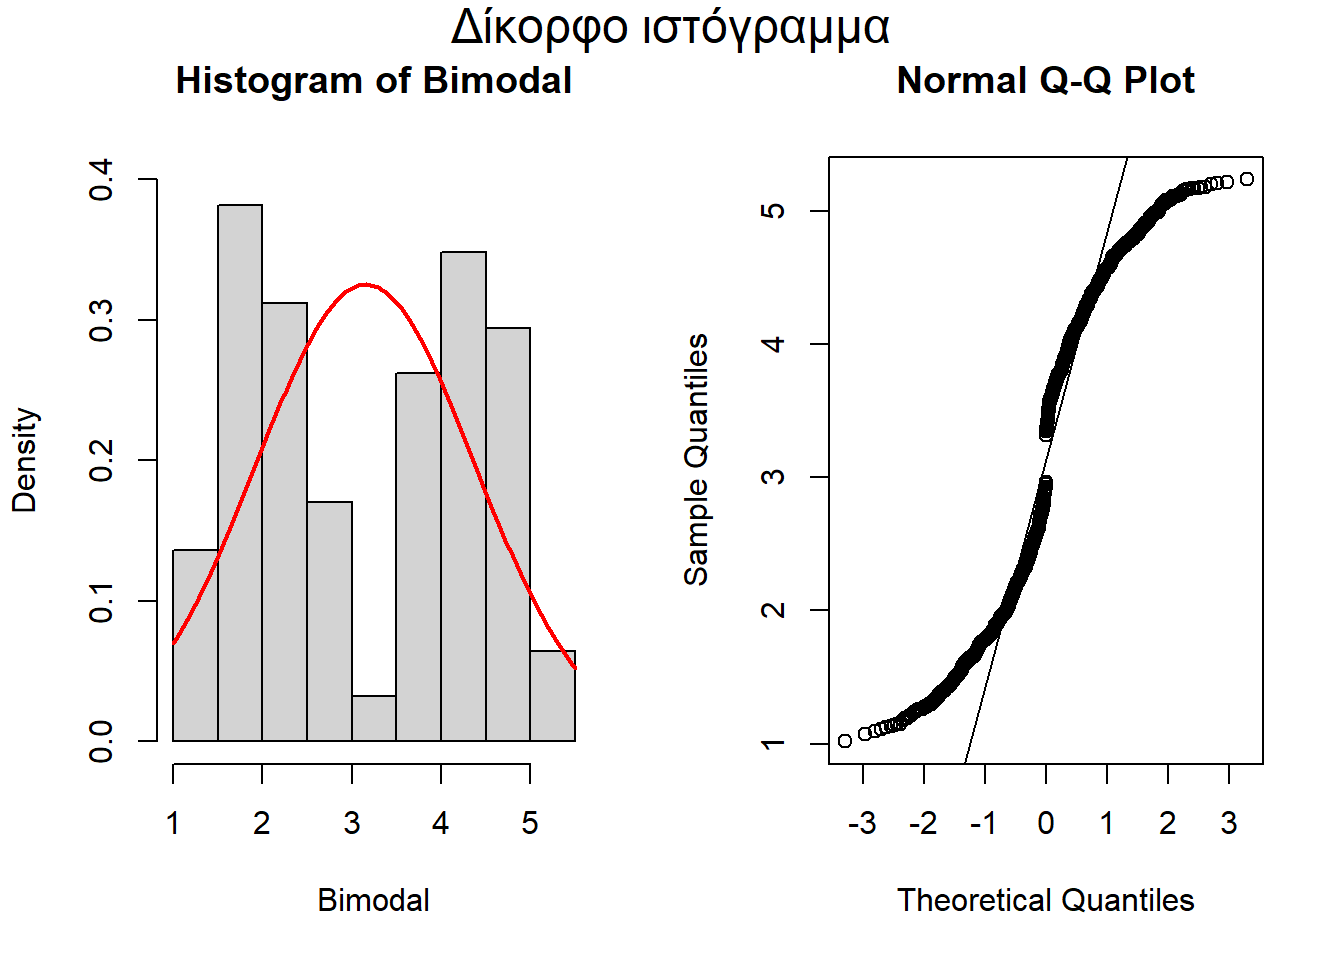 Δίκορφο ιστόγραμμα
Histogram of Bimodal
Density
0.4
0.3
0.2
0.1
0.0
1 2 3 4 5
Bimodal
Normal Q-Q Plot
Sample Quantiles
5
4
3
2
1
-3 -2 -1 0 1 2 3
Theoretical Quantiles